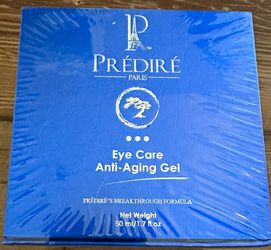 PRÉDIRÉ
PARIS
Eye Care
Anti-Aging Gel
PRÉDIRÉ'S BREAKTHROUGH FORMULA
Net Weight
50 ml/1.7 fl oz